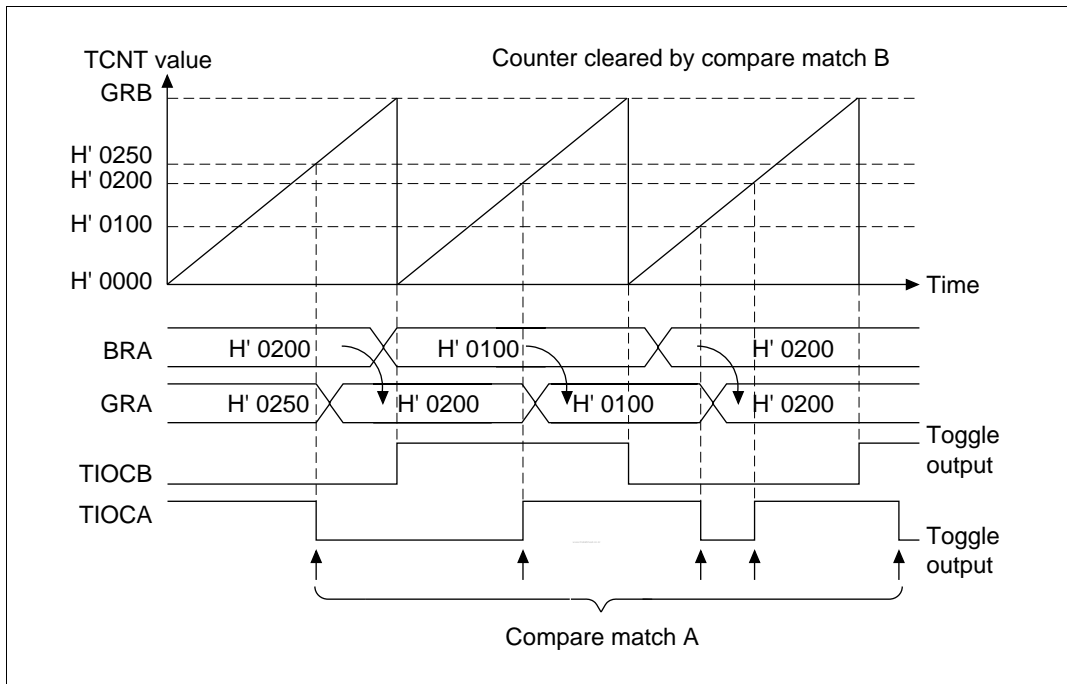 TCNT value
Counter cleared by compare match B
GRB
H' 0250
H' 0200
H' 0100
H' 0000
Time
BRA
H' 0200
H' 0100
H' 0200
GRA
H' 0250
H' 0200
H' 0100
H' 0200
TIOCB
Toggle
output
TIOCA
Toggle
output
Compare match A